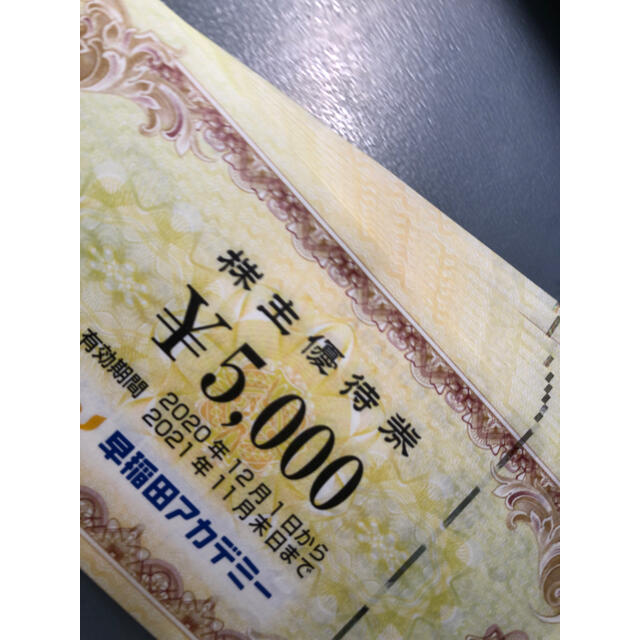 株主優待券
¥5,000
有効期間 2020年12月1日から
2021年11月末日まで
早稲田アカデミー